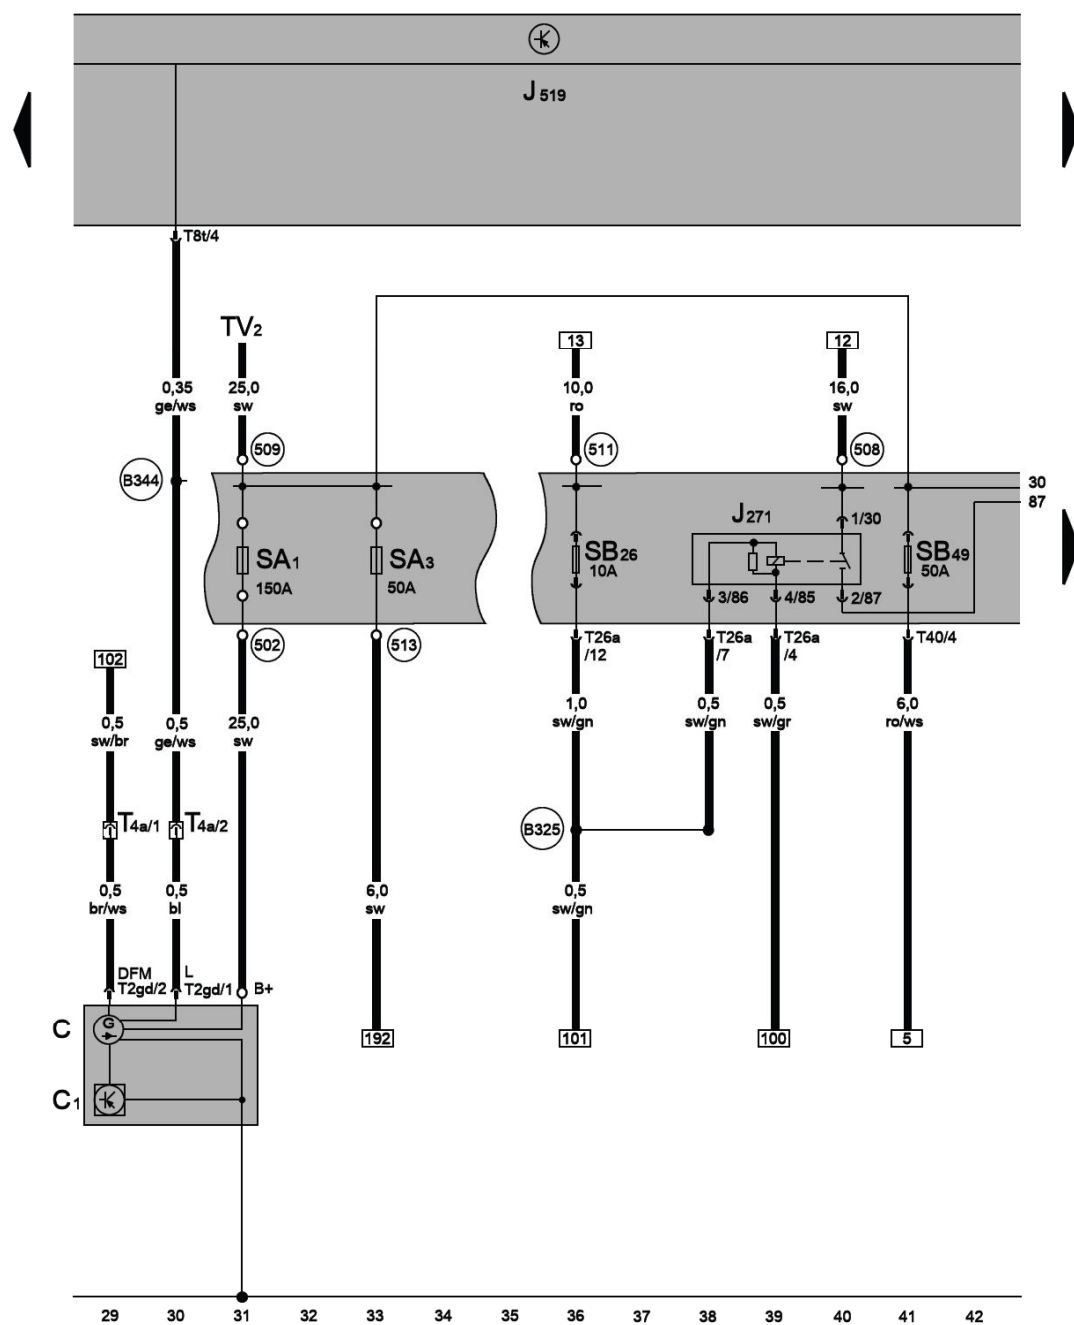 J 519
T8t/4
TV2
13
12
0,35
ge/ws
25,0
sw
10,0
ro
16,0
sw
509
511
508
B344
30
87
J271
1/30
SA1
150A
SA3
50A
SB26
10A
SB49
50A
3/86
4/85
2/87
502
513
T26a
/12
T26a
/7
T26a
/4
T40/4
102
0,5
sw/br
0,5
ge/ws
25,0
sw
1,0
sw/gn
0,5
sw/gn
0,5
sw/gr
6,0
ro/ws
T4a/1
T4a/2
B325
0,5
br/ws
0,5
bl
6,0
sw
0,5
sw/gn
DFM
T2gd/2
L
T2gd/1
B+
C
G
192
101
100
5
C1
29 30 31 32 33 34 35 36 37 38 39 40 41 42